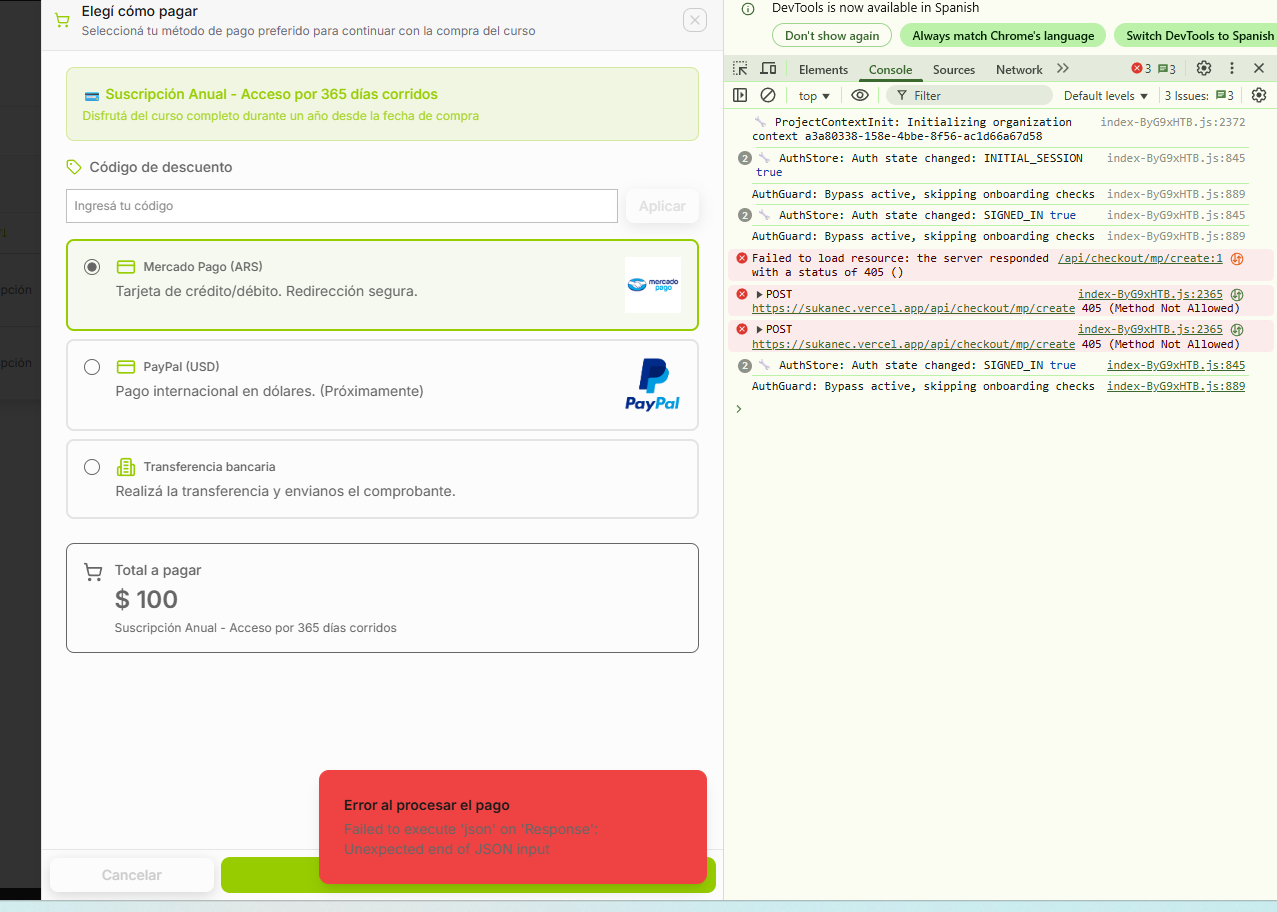 Elegí cómo pagar
Seleccioná tu método de pago preferido para continuar con la compra del curso
Suscripción Anual - Acceso por 365 días corridos
Disfrutá del curso completo durante un año desde la fecha de compra
Código de descuento
Ingresá tu código
Aplicar
Mercado Pago (ARS)
Tarjeta de crédito/débito. Redirección segura.
mercado
pago
PayPal (USD)
Pago internacional en dólares. (Próximamente)
PayPal
Transferencia bancaria
Realizá la transferencia y envianos el comprobante.
Total a pagar
$ 100
Suscripción Anual - Acceso por 365 días corridos
Error al procesar el pago
Failed to execute 'json' on 'Response':
Unexpected end of JSON input
Cancelar
pción
pción
DevTools is now available in Spanish
Don't show again
Always match Chrome's language
Switch DevTools to Spanish
Elements
Console
Sources
Network
3
3
top
Filter
Default levels
3 Issues:
3
ProjectContextInit: Initializing organization index-ByG9xHTB.js:2372
context a3a80338-158e-4bbe-8f56-ac1d66a67d58
2 AuthStore: Auth state changed: INITIAL_SESSION index-ByG9xHTB.js:845
true
AuthGuard: Bypass active, skipping onboarding checks index-ByG9xHTB.js:889
2 AuthStore: Auth state changed: SIGNED_IN true index-ByG9xHTB.js:845
AuthGuard: Bypass active, skipping onboarding checks index-ByG9xHTB.js:889
Failed to load resource: the server responded /api/checkout/mp/create:1
with a status of 405 ()
POST index-ByG9xHTB.js:2365
https://sukanec.vercel.app/api/checkout/mp/create 405 (Method Not Allowed)
POST index-ByG9xHTB.js:2365
https://sukanec.vercel.app/api/checkout/mp/create 405 (Method Not Allowed)
2 AuthStore: Auth state changed: SIGNED_IN true index-ByG9xHTB.js:845
AuthGuard: Bypass active, skipping onboarding checks index-ByG9xHTB.js:889